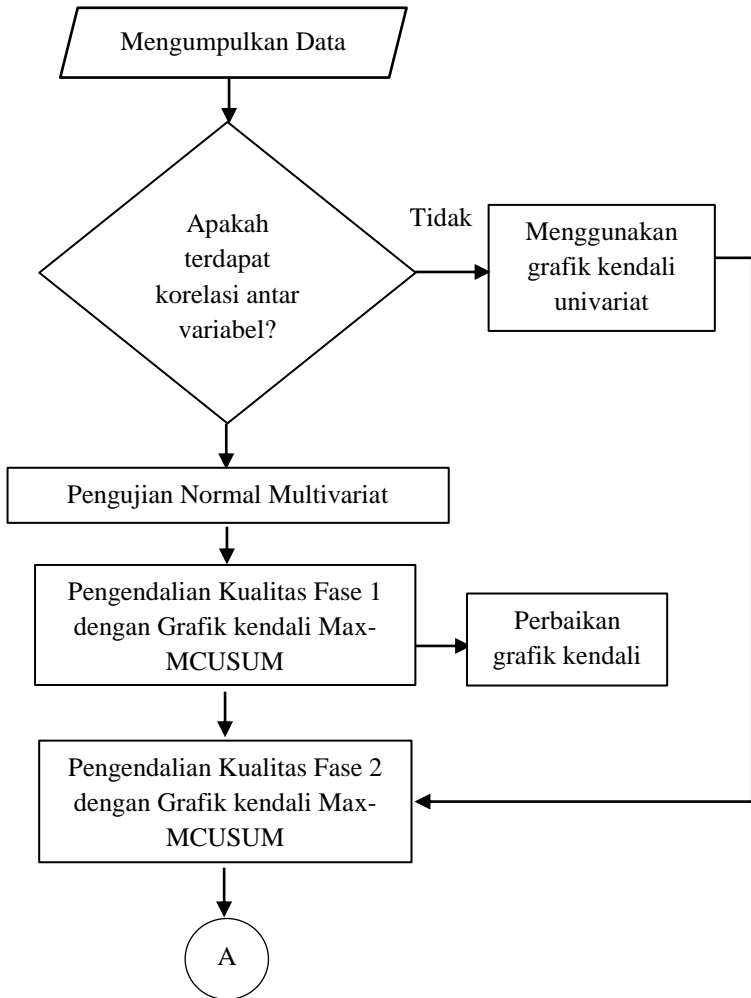 Mengumpulkan Data
Apakah
terdapat
korelasi antar
variabel?
Tidak
Menggunakan
grafik kendali
univariat
Pengujian Normal Multivariat
Pengendalian Kualitas Fase 1
dengan Grafik kendali Max-
MCUSUM
Perbaikan
grafik kendali
Pengendalian Kualitas Fase 2
dengan Grafik kendali Max-
MCUSUM
A